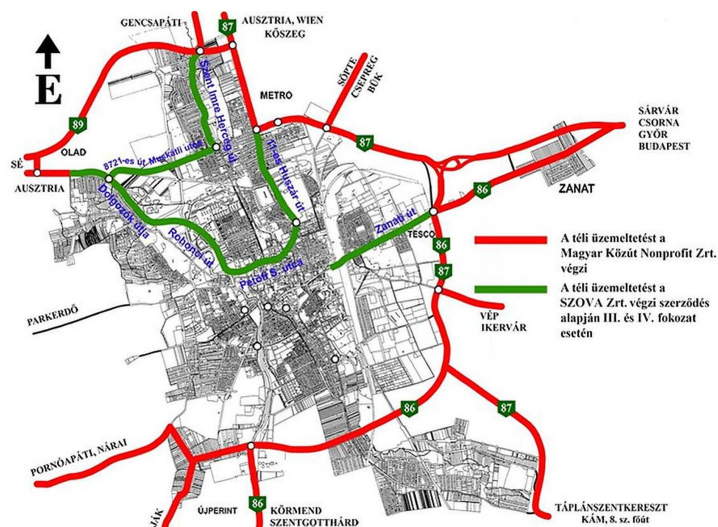 GENCSAPÁTI
87
AUSZTRIA, WIEN
KŐSZEG
E
Szent Imre Herceg út
METRO
SÖPTE
CSEPREG
BÜK
89
OLAD
8721-es út, Muskátli utca
11-es Huszár út
87
SÁRVÁR
CSORNA
GYŐR
BUDAPEST
SÉ
AUSZTRIA
86
ZANAT
Dolgozók útja
Rohonci út
Zanati út
TESCO
86
A téli üzemeltetést a
Magyar Közút Nonprofit Zrt.
végzi
Petőfi S. utca
87
A téli üzemeltetést a
SZOVA Zrt. végzi szerződés
alapján III. és IV. fokozat
esetén
PARKERDŐ
VÉP
IKERVÁR
86
87
PORNÓAPÁTI, NÁRAI
JÁK
ÚJPERINT
86
KÖRMEND
SZENTGOTTHÁRD
TÁPLÁNSZENTKERESZT
KÁM, 8. sz. főút